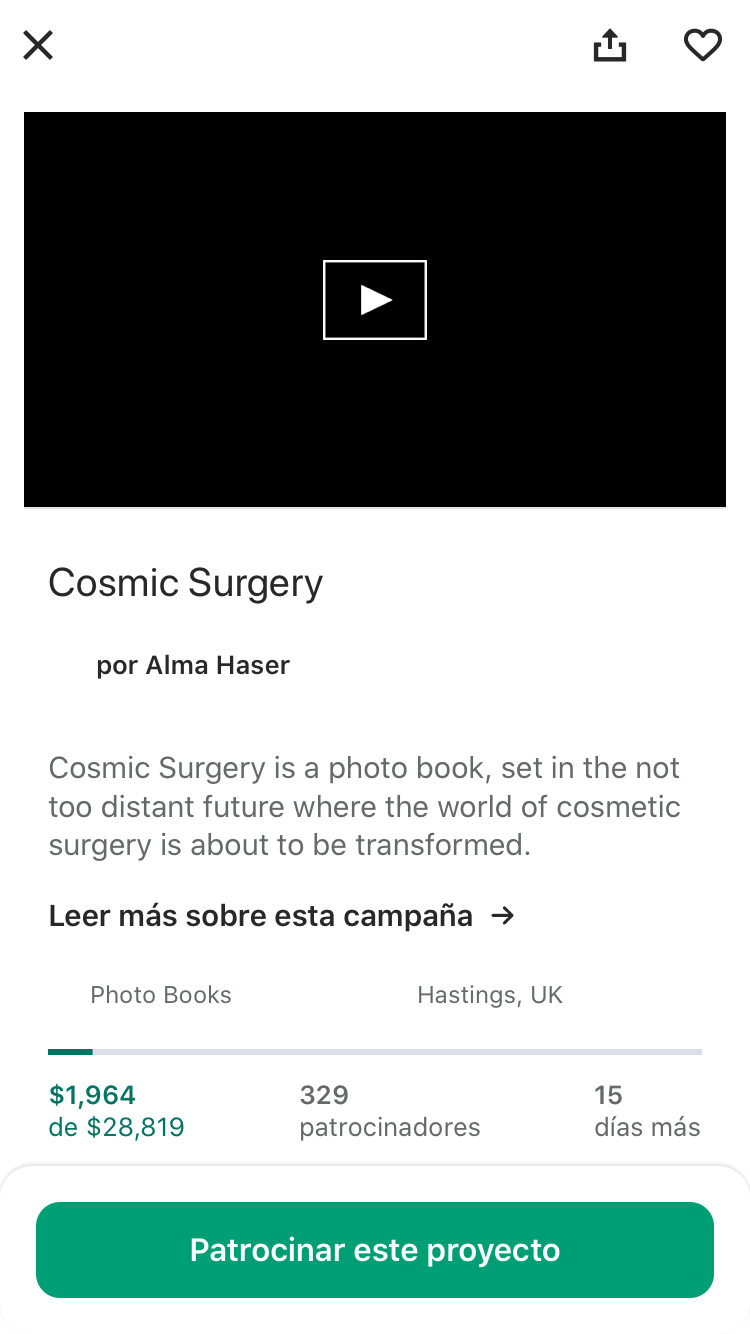 Cosmic Surgery
por Alma Haser
Cosmic Surgery is a photo book, set in the not
too distant future where the world of cosmetic
surgery is about to be transformed.
Leer más sobre esta campaña →
Photo Books
Hastings, UK
$1,964
de $28,819
329
patrocinadores
15
días más
Patrocinar este proyecto